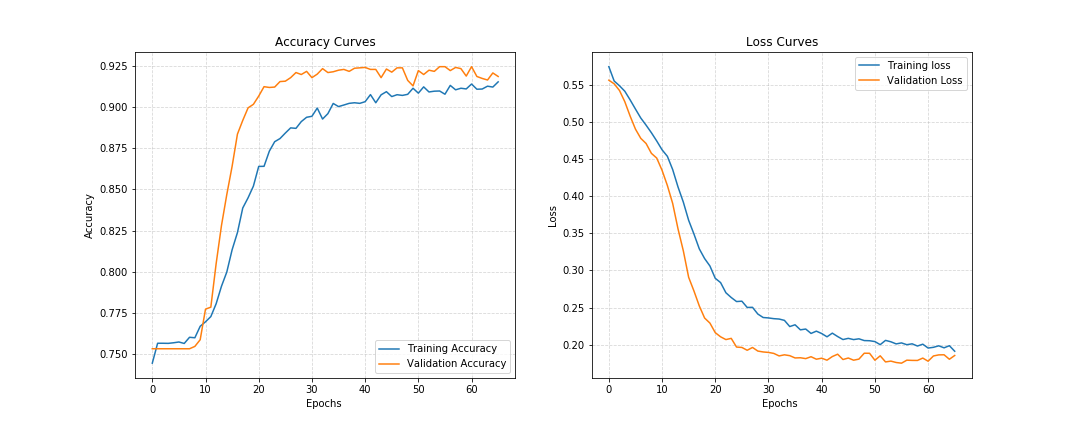 Accuracy Curves
Accuracy
0.925
0.900
0.875
0.850
0.825
0.800
0.775
0.750
0 10 20 30 40 50 60
Epochs
Training Accuracy
Validation Accuracy
Loss Curves
Loss
0.55
0.50
0.45
0.40
0.35
0.30
0.25
0.20
0 10 20 30 40 50 60
Epochs
Training loss
Validation Loss